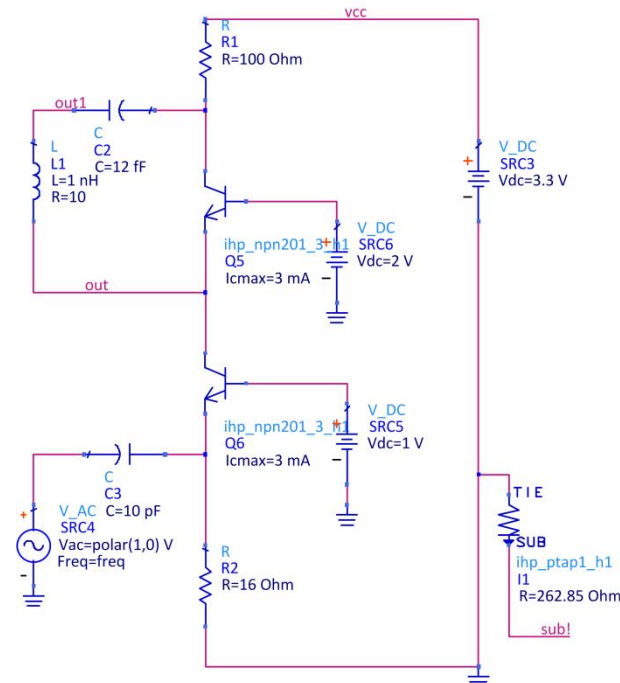 vcc
R
R1
R=100 Ohm
out1
C
C2
C=12 fF
L
L1
L=1 nH
R=10
V_DC
SRC3
Vdc=3.3 V
+
−
ihp_npn201_3_h1
Q5
Icmax=3 mA
V_DC
SRC6
Vdc=2 V
+
−
out
ihp_npn201_3_h1
Q6
Icmax=3 mA
V_DC
SRC5
Vdc=1 V
+
−
C
C3
C=10 pF
V_AC
SRC4
Vac=polar(1,0) V
Freq=freq
+
−
R
R2
R=16 Ohm
TIE
SUB
ihp_ptap1_h1
I1
R=262.85 Ohm
sub!